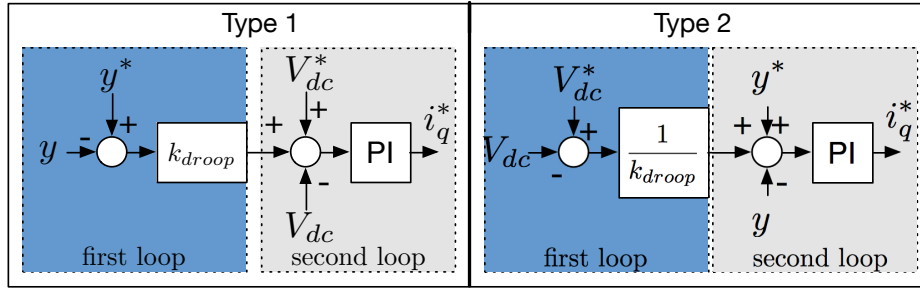 Type 1
y*
V*dc
i*q
-
+
+
+
y
kdroop
PI
-
Vdc
first loop
second loop
Type 2
V*dc
y*
i*q
+
+
+
Vdc
1
kdroop
PI
-
-
y
first loop
second loop